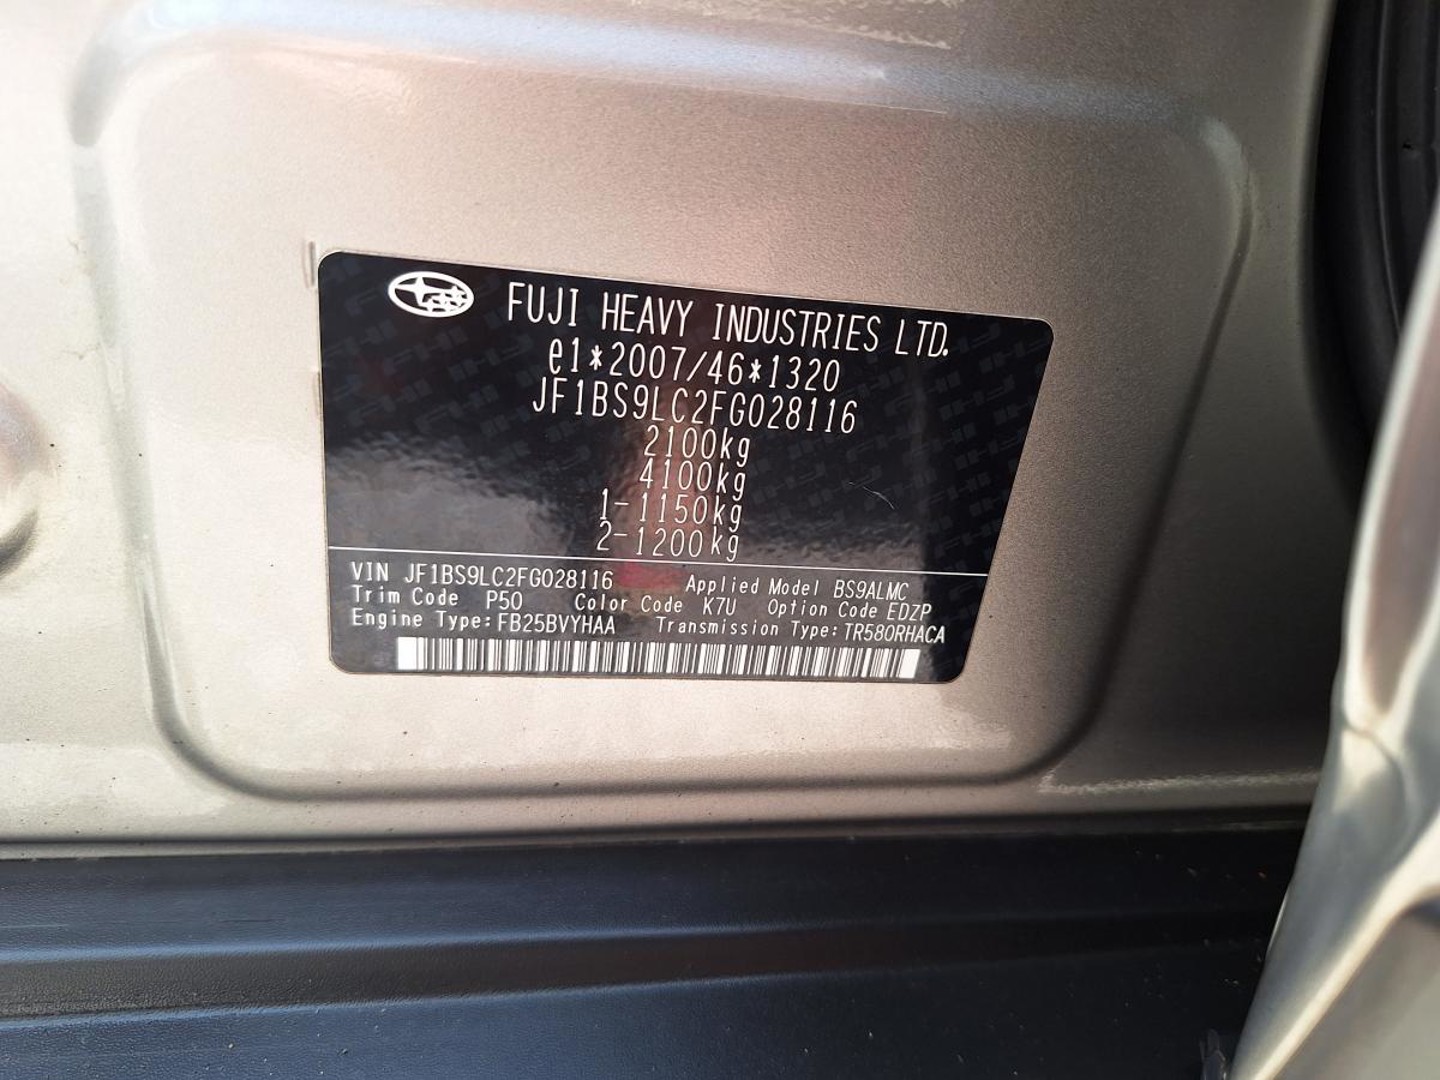 FUJI HEAVY INDUSTRIES LTD.
e1*2007/46*1320
JF1BS9LC2FG028116
2100kg
4100kg
1-1150kg
2-1200kg
VIN JF1BS9LC2FG028116 Applied Model BS9ALMC
Trim Code P50 Color Code K7U Option Code EDZP
Engine Type:FB25BVYHAA Transmission Type:TR580RHACA